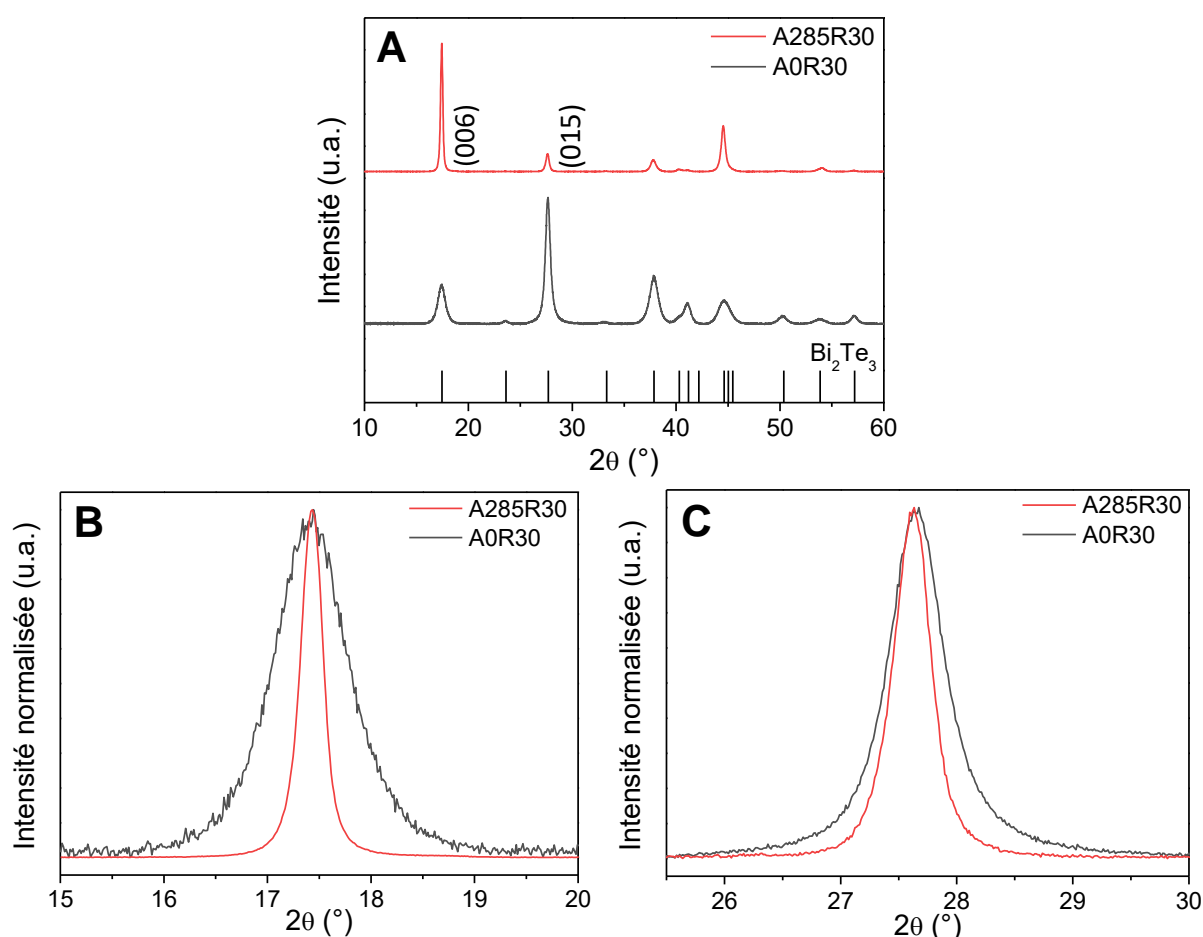 A
A285R30
A0R30
(006)
(015)
Intensité (u.a.)
Bi₂Te₃
10 20 30 40 50 60
2θ (°)
B
A285R30
A0R30
Intensité normalisée (u.a.)
15 16 17 18 19 20
2θ (°)
C
A285R30
A0R30
Intensité normalisée (u.a.)
26 27 28 29 30
2θ (°)